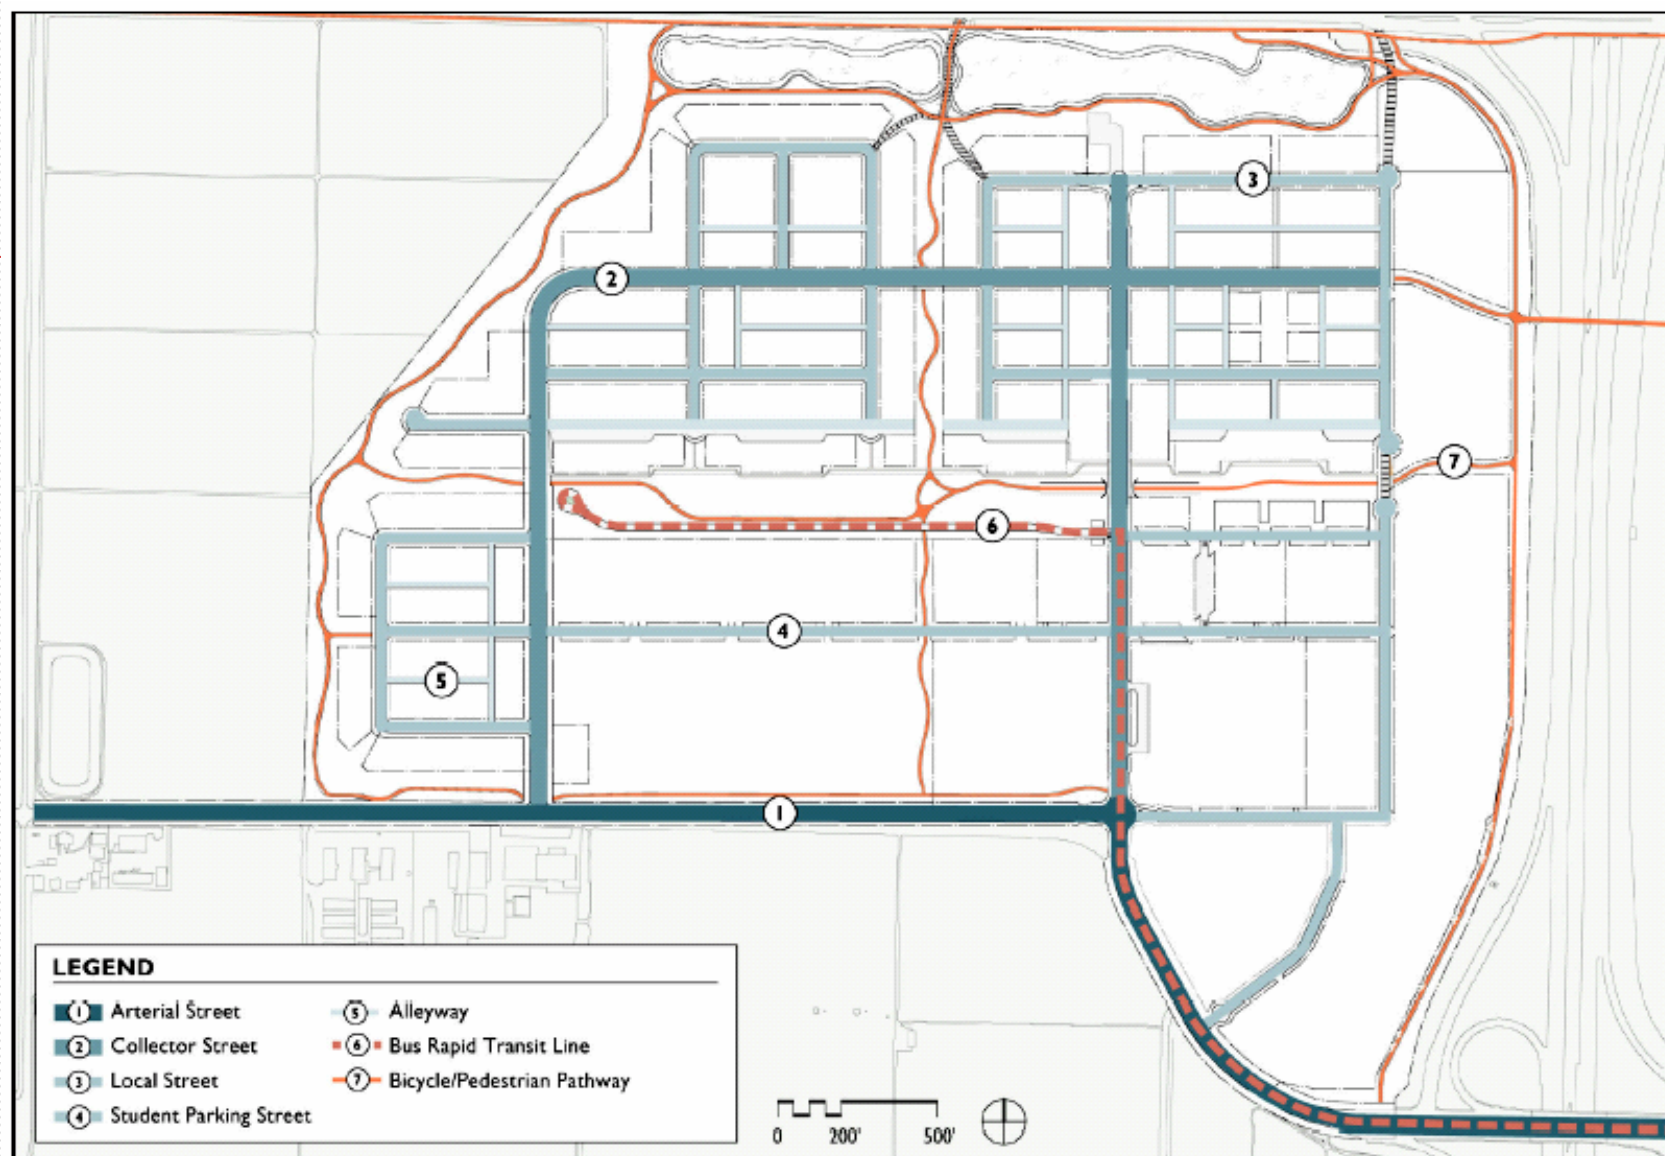 3
2
7
6
4
5
1
LEGEND
1 Arterial Street
2 Collector Street
3 Local Street
4 Student Parking Street
5 Alleyway
6 Bus Rapid Transit Line
7 Bicycle/Pedestrian Pathway
0 200' 500'